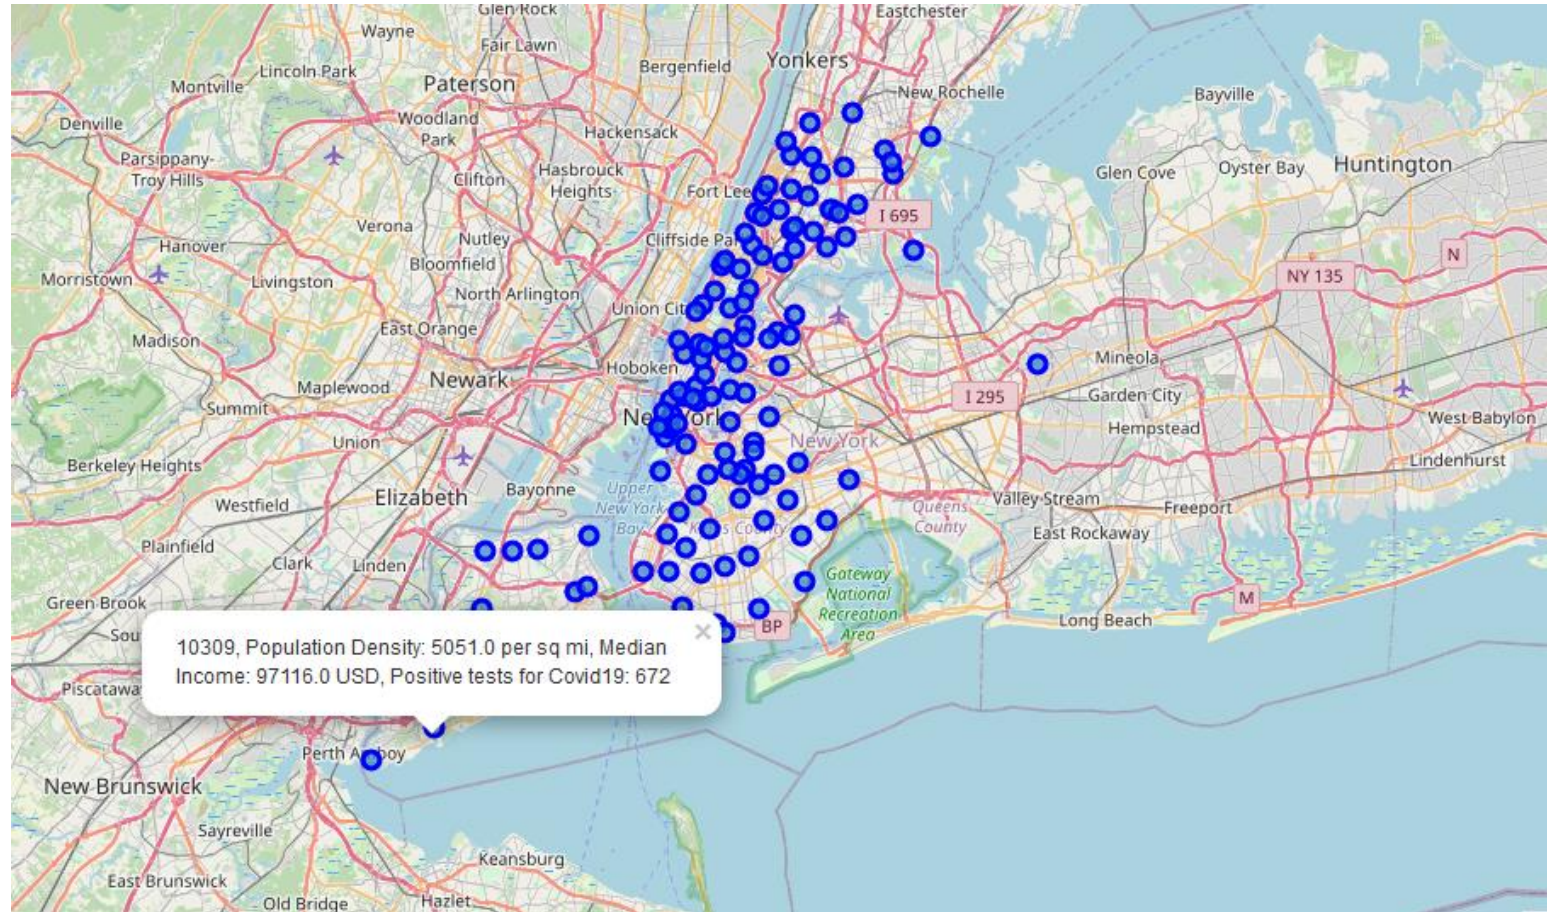 Glen Rock
Eastchester
Wayne
Fair Lawn
Yonkers
Bergenfield
Lincoln Park
Paterson
Montville
New Rochelle
Bayville
Woodland
Park
Denville
Hackensack
Parsippany-
Troy Hills
Hasbrouck
Heights
Clifton
Fort Lee
Glen Cove
Oyster Bay
Huntington
I 695
Verona
Nutley
Cliffside Pa
Hanover
Bloomfield
N
Morristown
Livingston
North Arlington
NY 135
Union Cit
East Orange
Madison
Hoboken
Mineola
Newark
Maplewood
I 295
Garden City
Summit
New York
West Babylon
Union
New York
Hempstead
Berkeley Heights
Lindenhurst
Elizabeth
Bayonne
Upper
New York
Bay
Valley Stream
Westfield
Queens
County
Freeport
Kings County
East Rockaway
Plainfield
Clark
Linden
Gateway
National
Recreation
Area
Green Brook
M
Long Beach
BP
Sou
10309, Population Density: 5051.0 per sq mi, Median
Income: 97116.0 USD, Positive tests for Covid19: 672
×
Piscatawa
Perth Amboy
New Brunswick
Sayreville
Keansburg
East Brunswick
Old Bridge
Hazlet